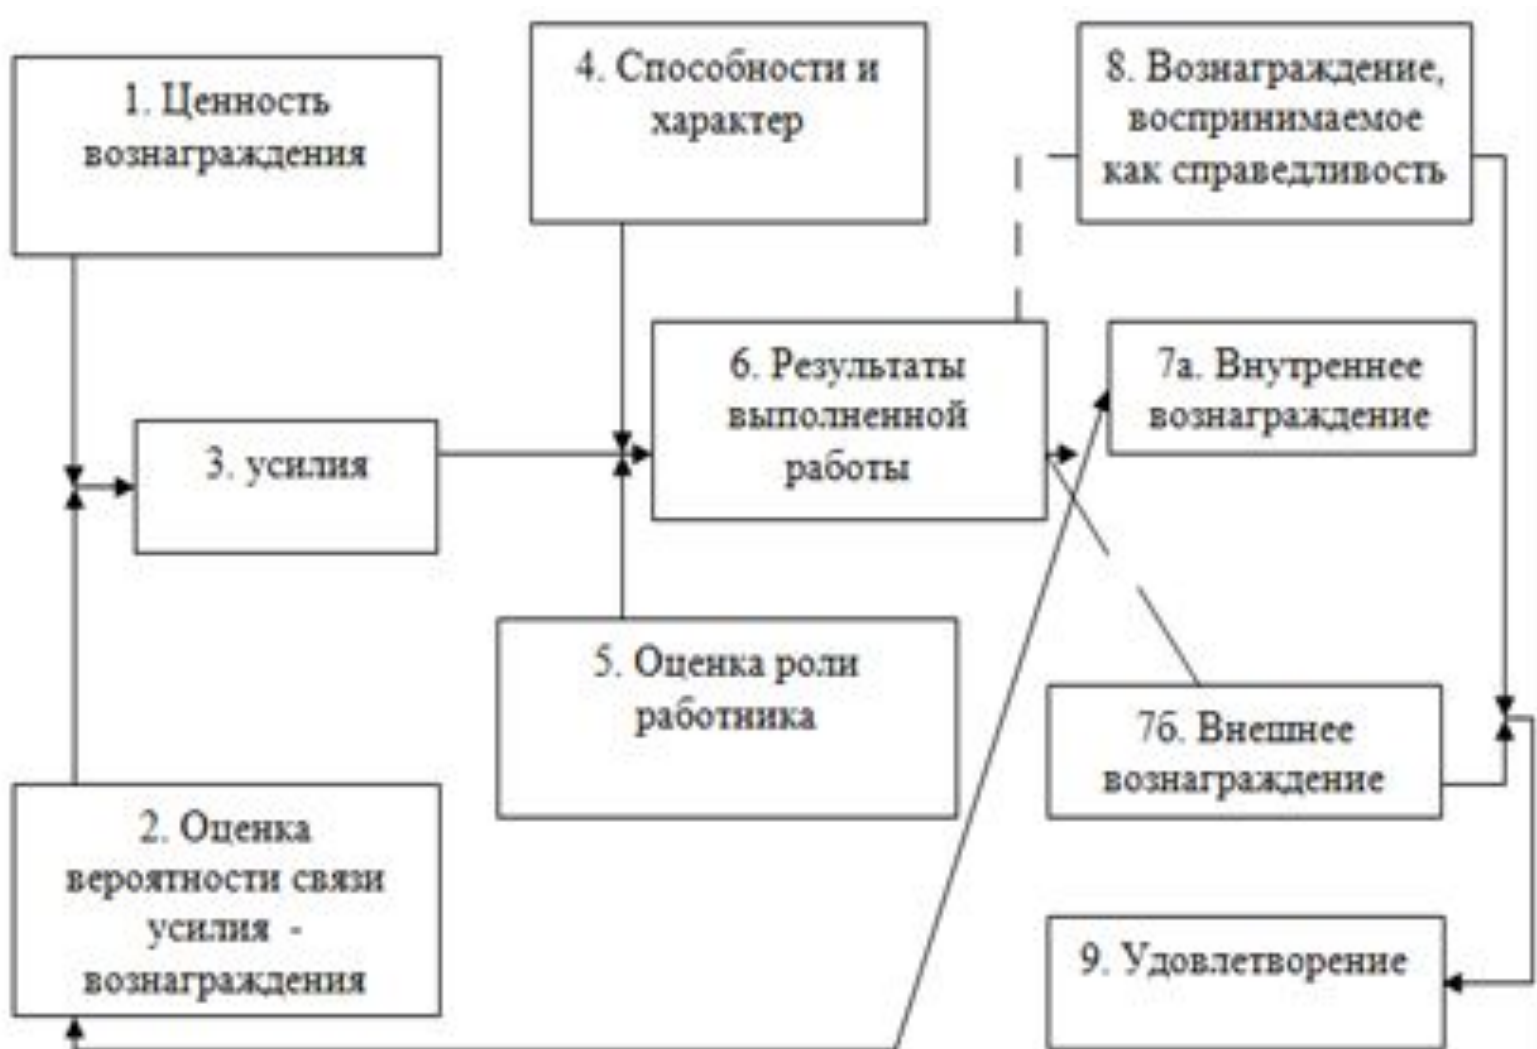 1. Ценность
вознаграждения
4. Способности и
характер
8. Вознаграждение,
воспринимаемое
как справедливость
3. усилия
6. Результаты
выполненной
работы
7а. Внутреннее
вознаграждение
5. Оценка роли
работника
7б. Внешнее
вознаграждение
2. Оценка
вероятности связи
усилия -
вознаграждения
9. Удовлетворение